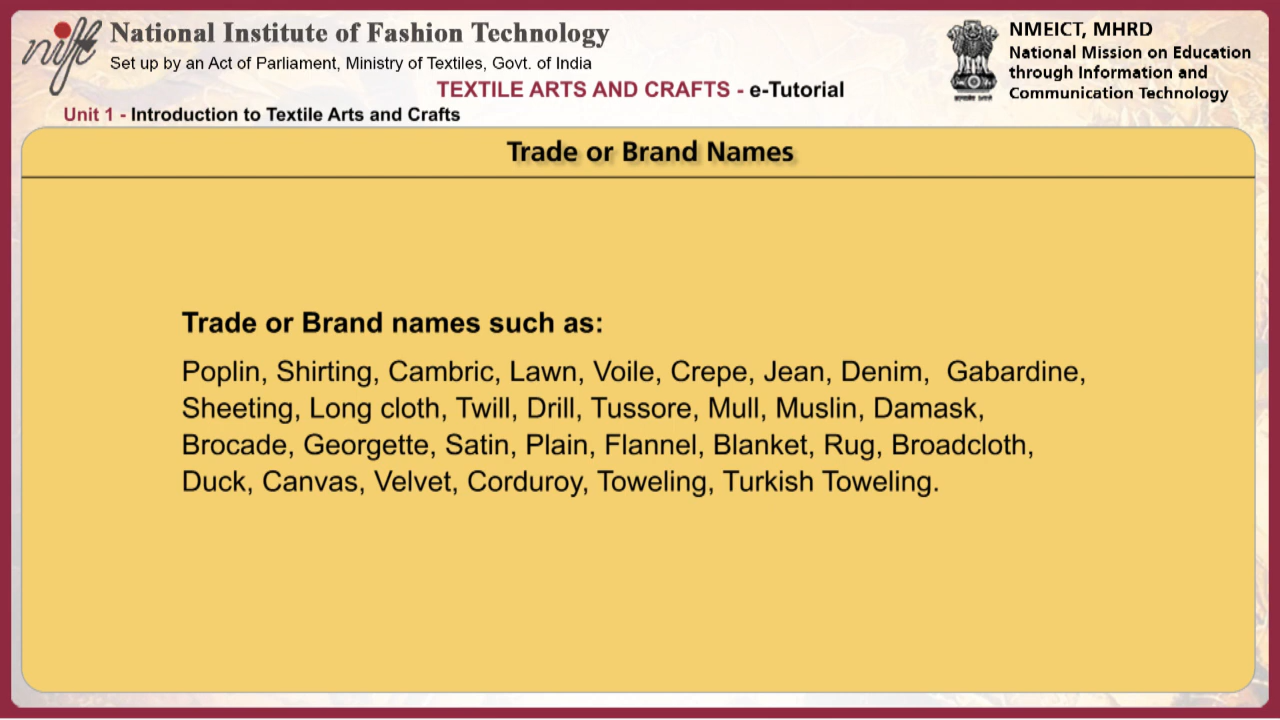 nift
National Institute of Fashion Technology
Set up by an Act of Parliament, Ministry of Textiles, Govt. of India
NMEICT, MHRD
National Mission on Education
through Information and
Communication Technology
TEXTILE ARTS AND CRAFTS - e-Tutorial
Unit 1 - Introduction to Textile Arts and Crafts
Trade or Brand Names
Trade or Brand names such as:
Poplin, Shirting, Cambric, Lawn, Voile, Crepe, Jean, Denim, Gabardine,
Sheeting, Long cloth, Twill, Drill, Tussore, Mull, Muslin, Damask,
Brocade, Georgette, Satin, Plain, Flannel, Blanket, Rug, Broadcloth,
Duck, Canvas, Velvet, Corduroy, Toweling, Turkish Toweling.